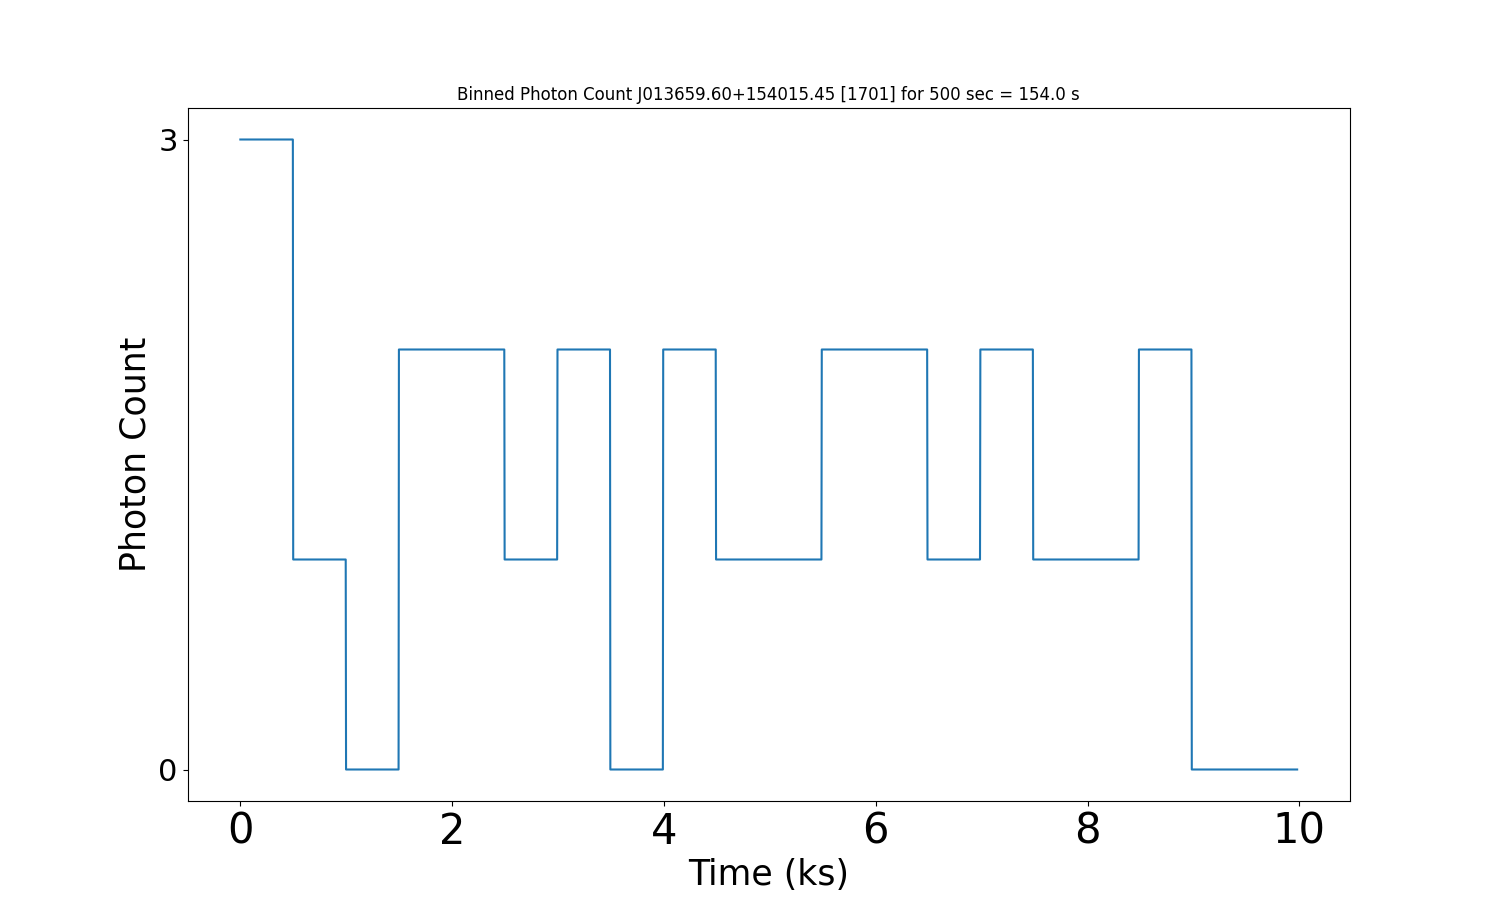 Binned Photon Count J013659.60+154015.45 [1701] for 500 sec = 154.0 s
3
Photon Count
0
0 2 4 6 8 10
Time (ks)